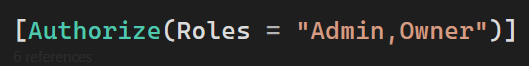 [Authorize(Roles = "Admin,Owner")]
6 references